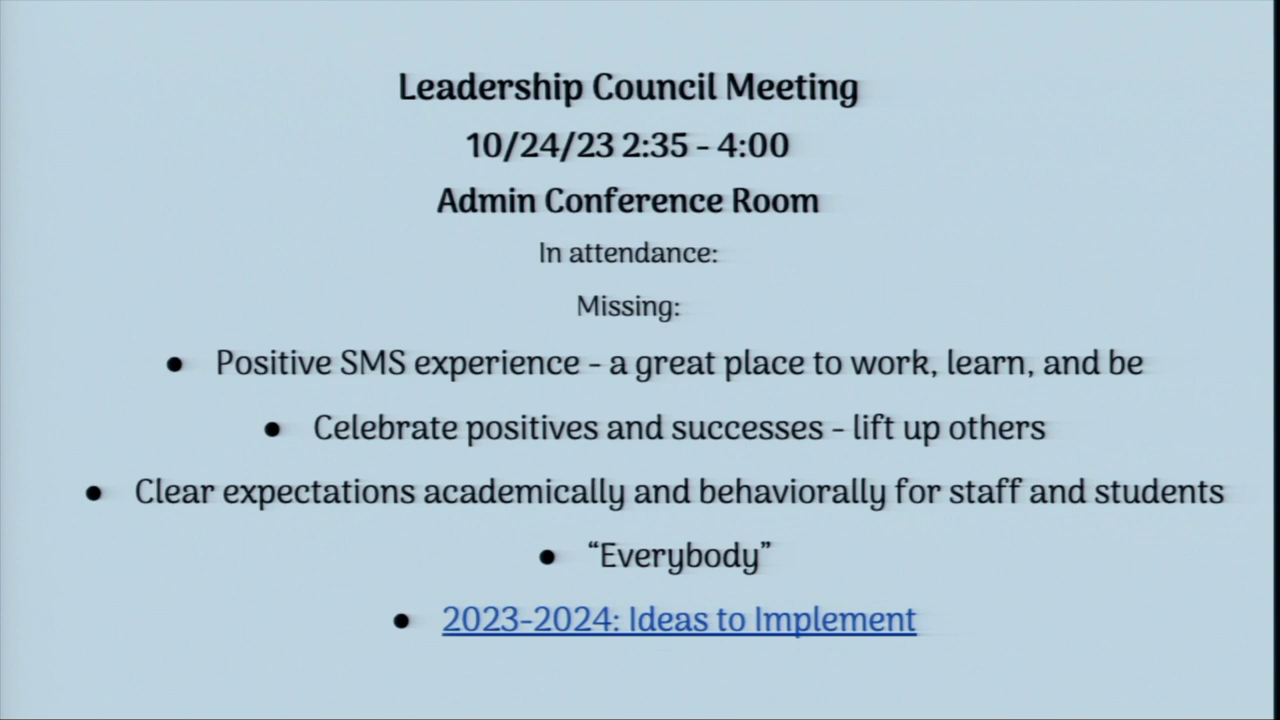 Leadership Council Meeting
10/24/23 2:35 - 4:00
Admin Conference Room
In attendance:
Missing:
● Positive SMS experience - a great place to work, learn, and be
● Celebrate positives and successes - lift up others
● Clear expectations academically and behaviorally for staff and students
● “Everybody”
● 2023-2024: Ideas to Implement